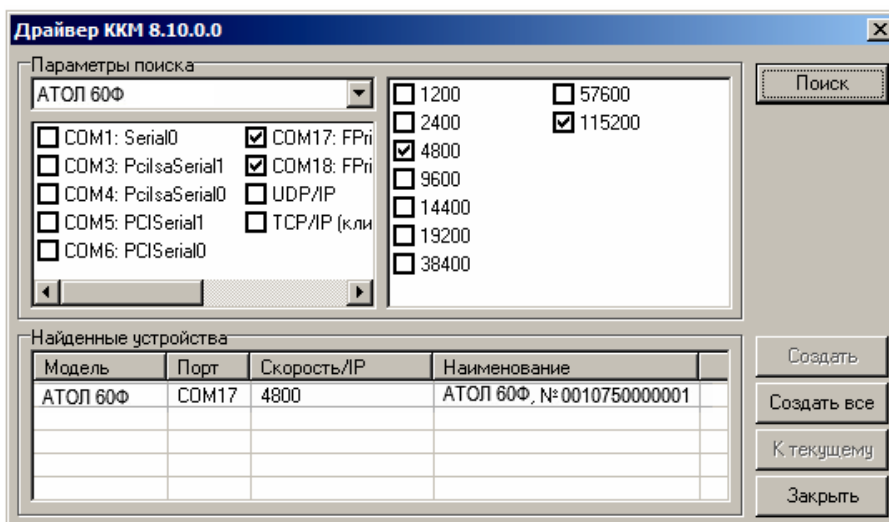 Драйвер ККМ 8.10.0.0
Параметры поиска
АТОЛ 60Ф
COM1: Serial0
COM3: PciIsaSerial1
COM4: PciIsaSerial0
COM5: PCISerial1
COM6: PCISerial0
COM17: FPri
COM18: FPri
UDP/IP
TCP/IP (кли
1200
2400
4800
9600
14400
19200
38400
57600
115200
Поиск
Найденные устройства
Модель Порт Скорость/IP Наименование
АТОЛ 60Ф COM17 4800 АТОЛ 60Ф, №0010750000001
Создать
Создать все
К текущему
Закрыть